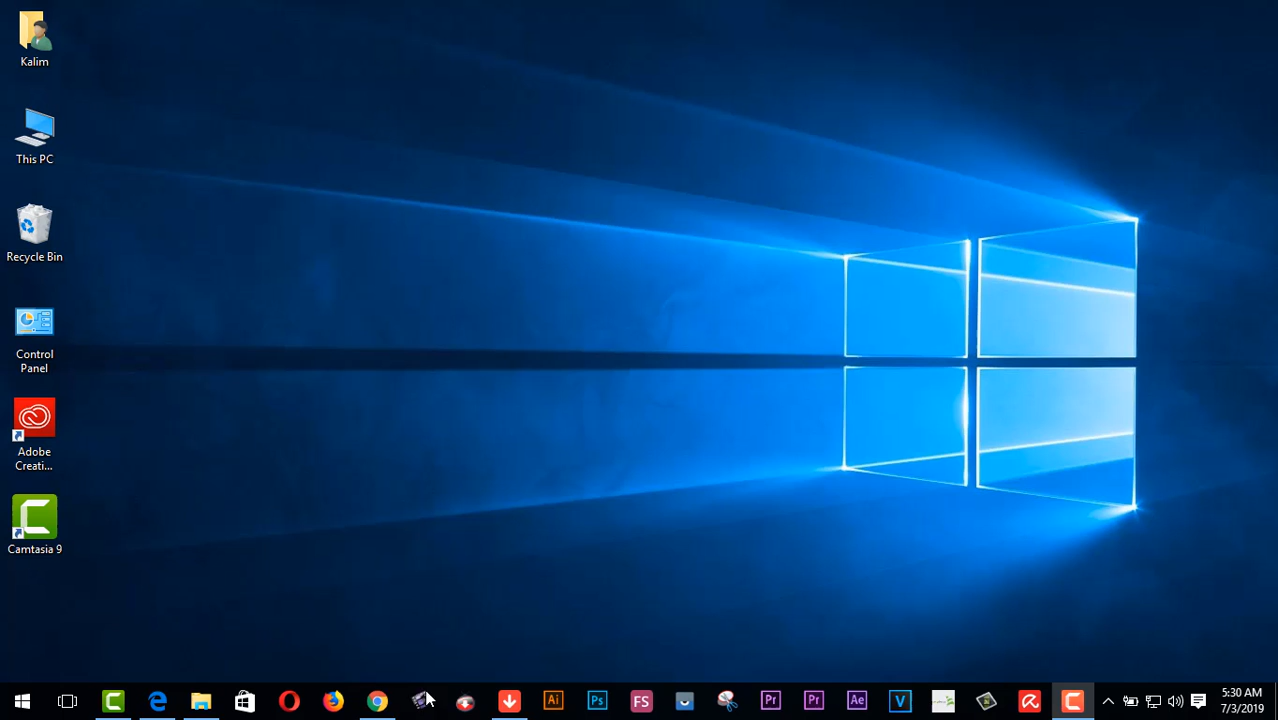 Kalim
This PC
Recycle Bin
Control
Panel
Adobe
Creati...
Camtasia 9
Ai
Ps
FS
Pr
Pr
Ae
V
5:30 AM
7/3/2019